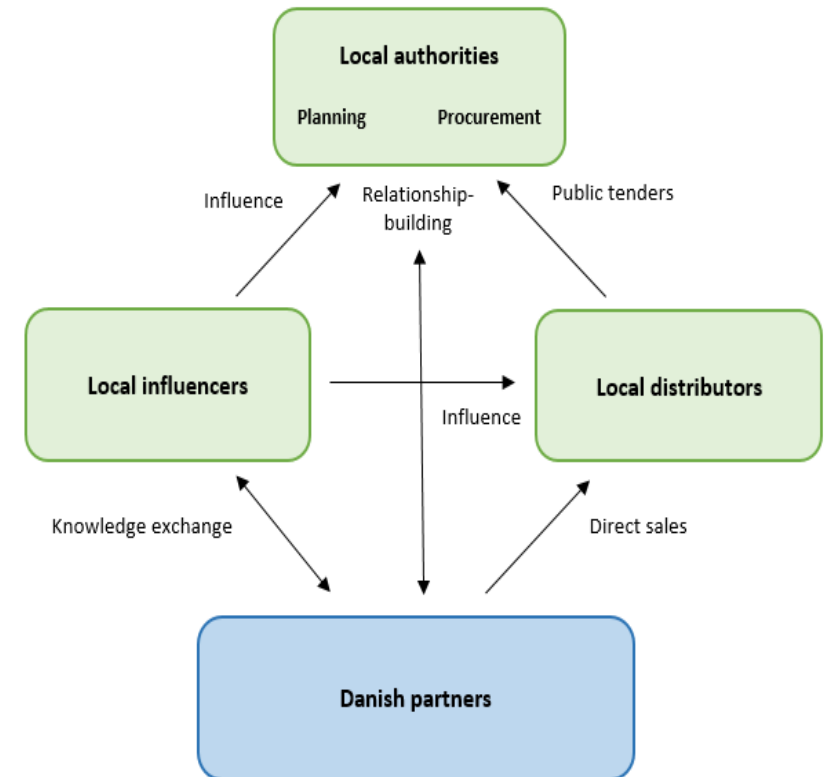 Local authorities
Planning Procurement
Influence
Relationship-
building
Public tenders
Local influencers
Local distributors
Influence
Knowledge exchange
Direct sales
Danish partners